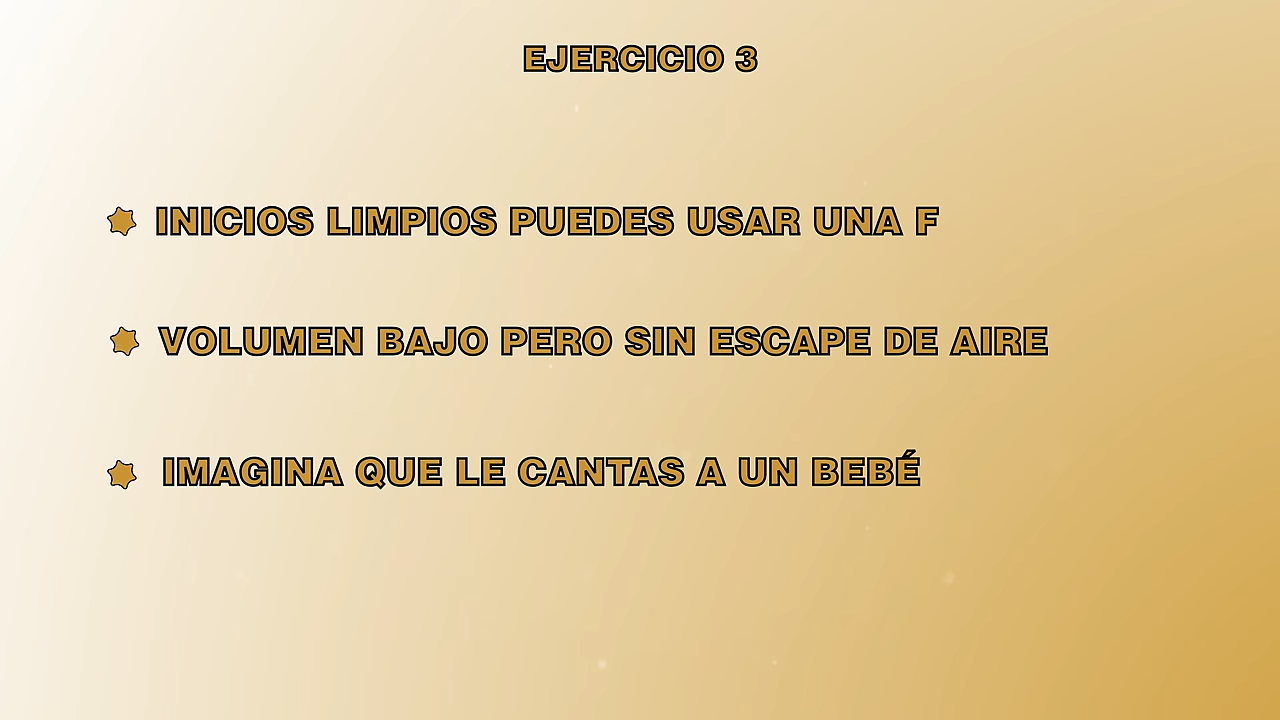 EJERCICIO 3
INICIOS LIMPIOS PUEDES USAR UNA F
VOLUMEN BAJO PERO SIN ESCAPE DE AIRE
IMAGINA QUE LE CANTAS A UN BEBÉ